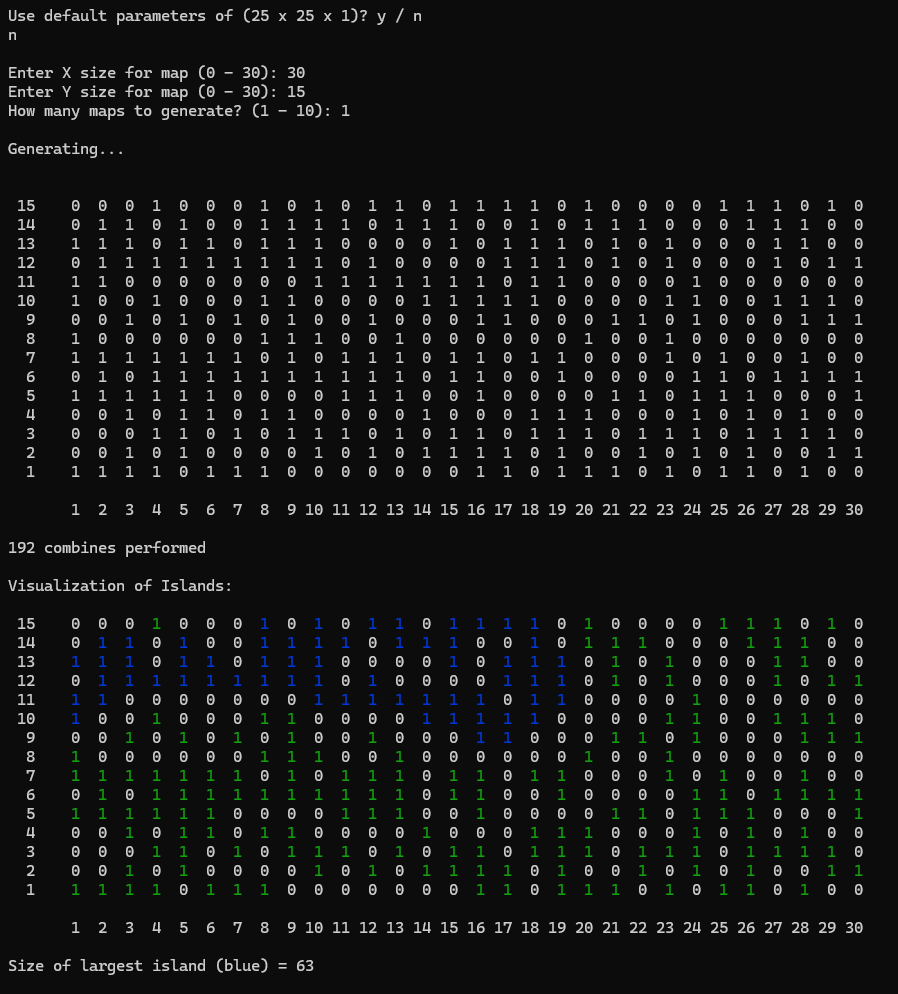 Use default parameters of (25 x 25 x 1)? y / n
n
Enter X size for map (0 - 30): 30
Enter Y size for map (0 - 30): 15
How many maps to generate? (1 - 10): 1
Generating...
15 0 0 0 1 0 0 0 1 0 1 0 1 1 0 1 1 1 1 0 1 0 0 0 0 1 1 1 0 1 0
14 0 1 1 0 1 0 0 1 1 1 1 0 1 1 1 0 0 1 0 1 1 1 0 0 0 1 1 1 0 0
13 1 1 1 0 1 1 0 1 1 1 0 0 0 0 1 0 1 1 1 0 1 0 1 0 0 0 1 1 0 0
12 0 1 1 1 1 1 1 1 1 1 0 1 0 0 0 0 1 1 1 0 1 0 1 0 0 0 1 0 1 1
11 1 1 0 0 0 0 0 0 0 1 1 1 1 1 1 1 0 1 1 0 0 0 0 1 0 0 0 0 0 0
10 1 0 0 1 0 0 0 1 1 0 0 0 0 1 1 1 1 1 0 0 0 0 1 1 0 0 1 1 1 0
9 0 0 1 0 1 0 1 0 1 0 0 1 0 0 0 1 1 0 0 0 1 1 0 1 0 0 0 1 1 1
8 1 0 0 0 0 0 0 1 1 1 0 0 1 0 0 0 0 0 0 1 0 0 1 0 0 0 0 0 0 0
7 1 1 1 1 1 1 1 0 1 0 1 1 1 0 1 1 0 1 1 0 0 0 1 0 1 0 0 1 0 0
6 0 1 0 1 1 1 1 1 1 1 1 1 1 0 1 1 0 0 1 0 0 0 0 1 1 0 1 1 1 1
5 1 1 1 1 1 1 0 0 0 0 1 1 1 0 0 1 0 0 0 0 1 1 0 1 1 1 0 0 0 1
4 0 0 1 0 1 1 0 1 1 0 0 0 0 1 0 0 0 1 1 1 0 0 0 1 0 1 0 1 0 0
3 0 0 0 1 1 0 1 0 1 1 1 0 1 0 1 1 0 1 1 1 0 1 1 1 0 1 1 1 1 0
2 0 0 1 0 1 0 0 0 0 1 0 1 0 1 1 1 1 0 1 0 0 1 0 1 0 1 0 0 1 1
1 1 1 1 1 0 1 1 1 0 0 0 0 0 0 0 1 1 0 1 1 1 0 1 0 1 1 0 1 0 0
1 2 3 4 5 6 7 8 9 10 11 12 13 14 15 16 17 18 19 20 21 22 23 24 25 26 27 28 29 30
192 combines performed
Visualization of Islands:
15 0 0 0 1 0 0 0 1 0 1 0 1 1 0 1 1 1 1 0 1 0 0 0 0 1 1 1 0 1 0
14 0 1 1 0 1 0 0 1 1 1 1 0 1 1 1 0 0 1 0 1 1 1 0 0 0 1 1 1 0 0
13 1 1 1 0 1 1 0 1 1 1 0 0 0 0 1 0 1 1 1 0 1 0 1 0 0 0 1 1 0 0
12 0 1 1 1 1 1 1 1 1 1 0 1 0 0 0 0 1 1 1 0 1 0 1 0 0 0 1 0 1 1
11 1 1 0 0 0 0 0 0 0 1 1 1 1 1 1 1 0 1 1 0 0 0 0 1 0 0 0 0 0 0
10 1 0 0 1 0 0 0 1 1 0 0 0 0 1 1 1 1 1 0 0 0 0 1 1 0 0 1 1 1 0
9 0 0 1 0 1 0 1 0 1 0 0 1 0 0 0 1 1 0 0 0 1 1 0 1 0 0 0 1 1 1
8 1 0 0 0 0 0 0 1 1 1 0 0 1 0 0 0 0 0 0 1 0 0 1 0 0 0 0 0 0 0
7 1 1 1 1 1 1 1 0 1 0 1 1 1 0 1 1 0 1 1 0 0 0 1 0 1 0 0 1 0 0
6 0 1 0 1 1 1 1 1 1 1 1 1 1 0 1 1 0 0 1 0 0 0 0 1 1 0 1 1 1 1
5 1 1 1 1 1 1 0 0 0 0 1 1 1 0 0 1 0 0 0 0 1 1 0 1 1 1 0 0 0 1
4 0 0 1 0 1 1 0 1 1 0 0 0 0 1 0 0 0 1 1 1 0 0 0 1 0 1 0 1 0 0
3 0 0 0 1 1 0 1 0 1 1 1 0 1 0 1 1 0 1 1 1 0 1 1 1 0 1 1 1 1 0
2 0 0 1 0 1 0 0 0 0 1 0 1 0 1 1 1 1 0 1 0 0 1 0 1 0 1 0 0 1 1
1 1 1 1 1 0 1 1 1 0 0 0 0 0 0 0 1 1 0 1 1 1 0 1 0 1 1 0 1 0 0
1 2 3 4 5 6 7 8 9 10 11 12 13 14 15 16 17 18 19 20 21 22 23 24 25 26 27 28 29 30
Size of largest island (blue) = 63